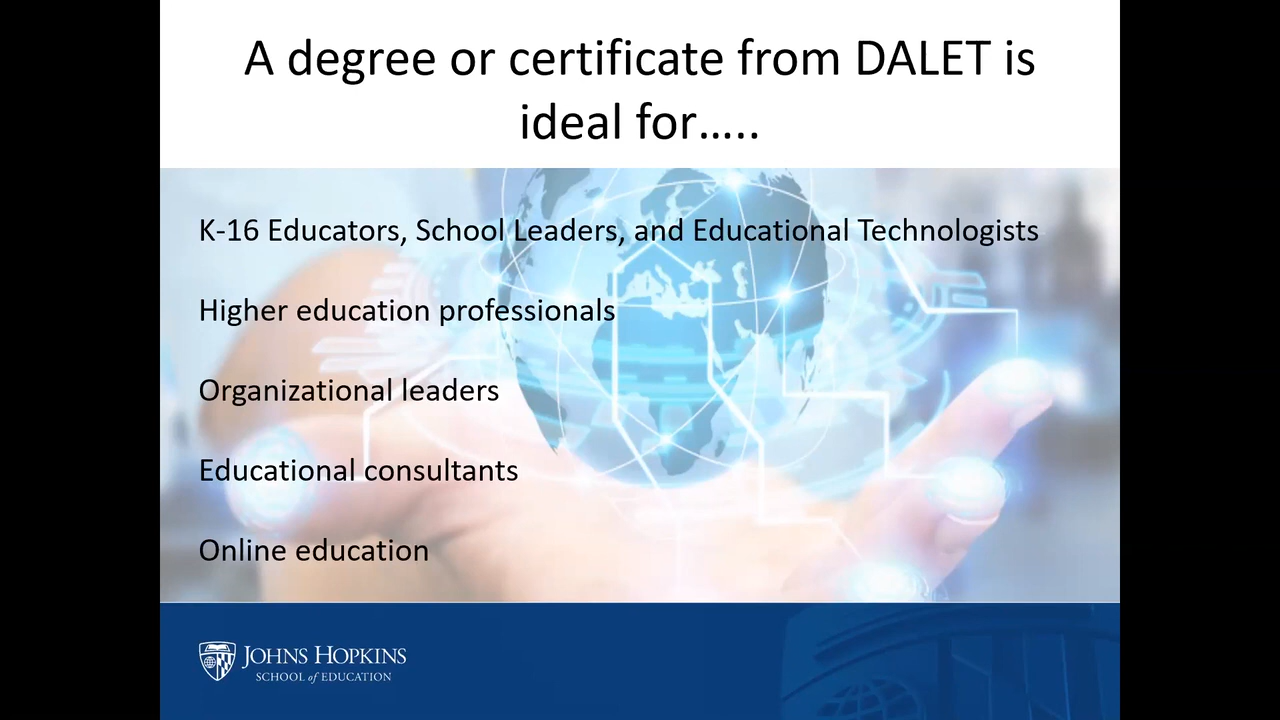 A degree or certificate from DALET is
ideal for…..
K-16 Educators, School Leaders, and Educational Technologists
Higher education professionals
Organizational leaders
Educational consultants
Online education
JOHNS HOPKINS
SCHOOL of EDUCATION